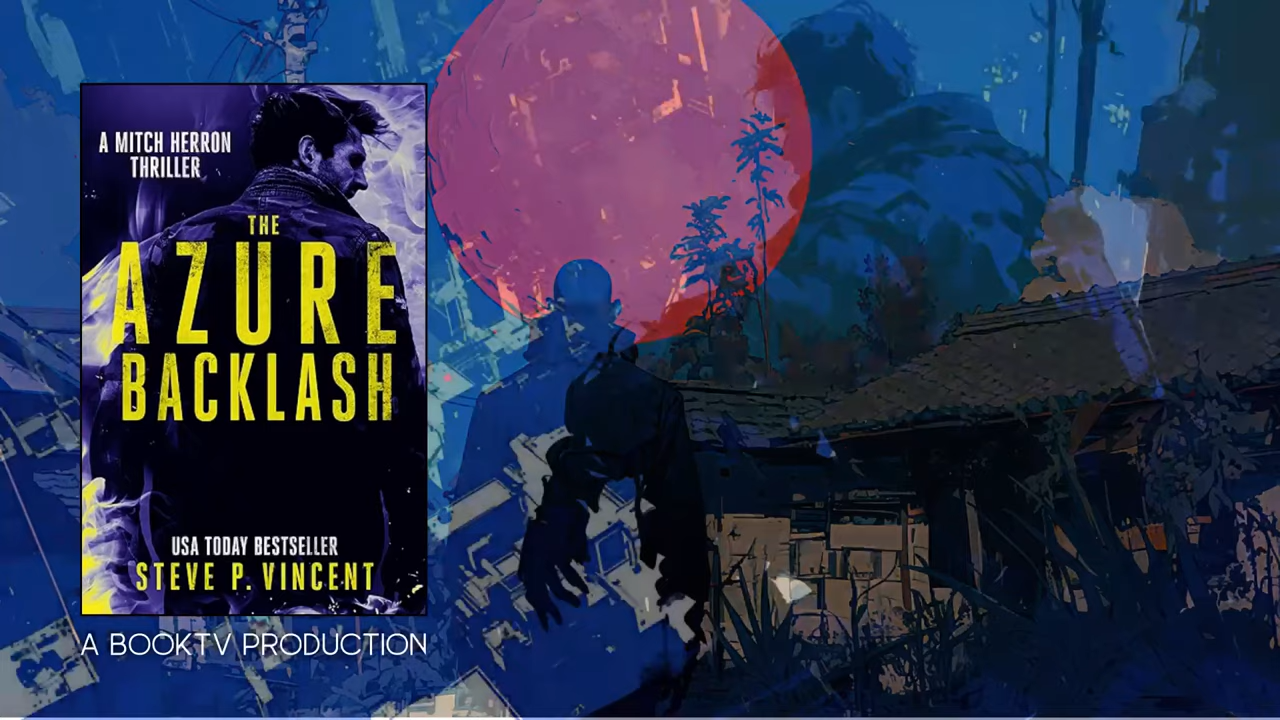 A MITCH HERRON
THRILLER
THE
AZURE
BACKLASH
USA TODAY BESTSELLER
STEVE P. VINCENT
A BOOKTV PRODUCTION